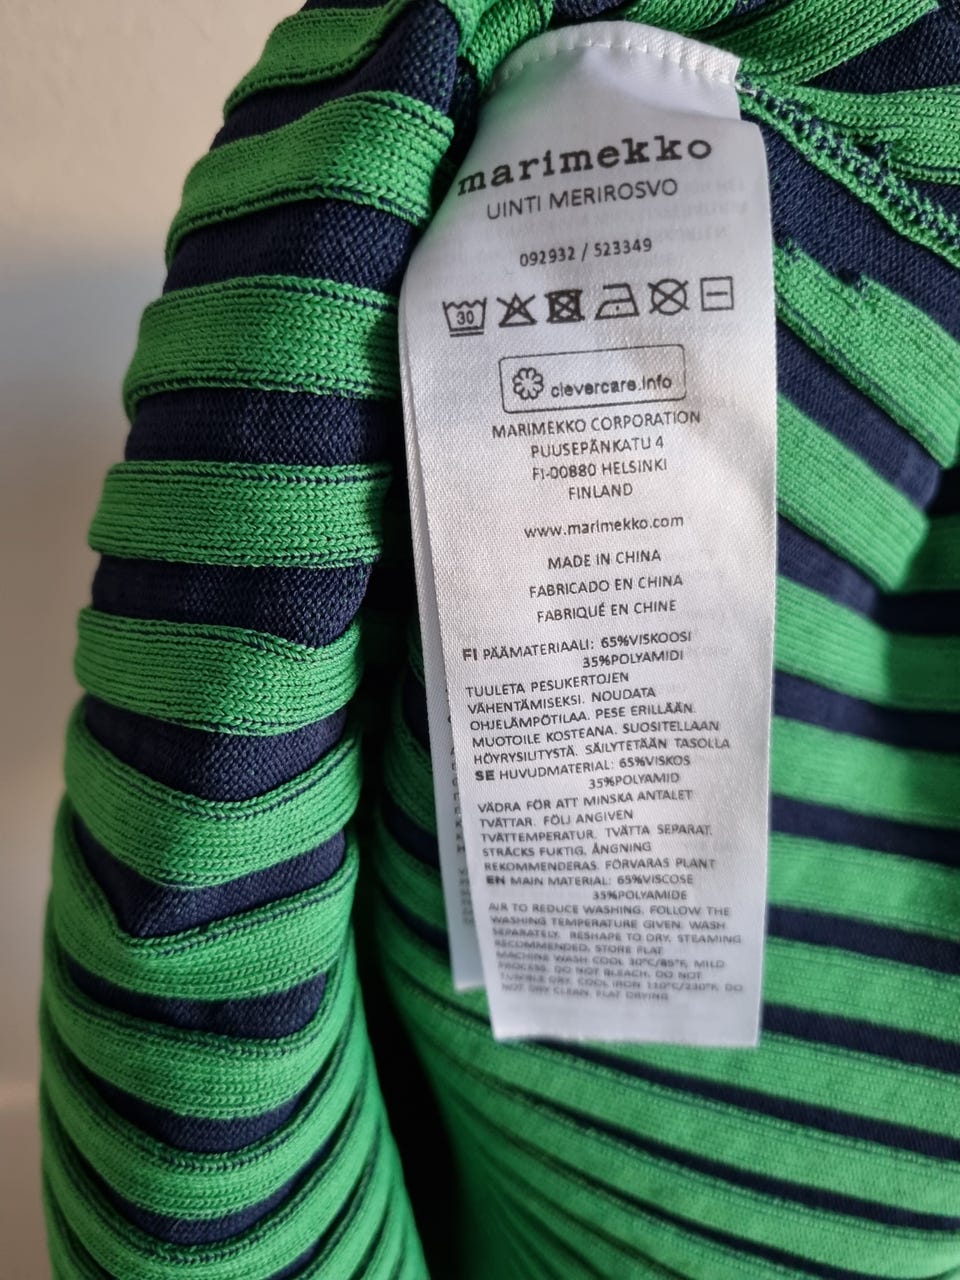 marimekko
UINTI MERIROSVO
092932 / 523349
30
clevercare.info
MARIMEKKO CORPORATION
PUUSEPÄNKATU 4
FI-00880 HELSINKI
FINLAND
www.marimekko.com
MADE IN CHINA
FABRICADO EN CHINA
FABRIQUÉ EN CHINE
FI PÄÄMATERIAALI: 65%VISKOOSI
35%POLYAMIDI
TUULETA PESUKERTOJEN
VÄHENTÄMISEKSI. NOUDATA
OHJELÄMPÖTILAA. PESE ERILLÄÄN.
MUOTOILE KOSTEANA. SUOSITELLAAN
HÖYRYSILITYSTÄ. SÄILYTETÄÄN TASOLLA
SE HUVUDMATERIAL: 65%VISKOS
35%POLYAMID
VÄDRA FÖR ATT MINSKA ANTALET
TVÄTTAR. FÖLJ ANGIVEN
TVÄTTEMPERATUR. TVÄTTA SEPARAT.
STRÄCKS FUKTIG. ÅNGNING
REKOMMENDERAS. FÖRVARAS PLANT
EN MAIN MATERIAL: 65%VISCOSE
35%POLYAMIDE
AIR TO REDUCE WASHING. FOLLOW THE
WASHING TEMPERATURE GIVEN. WASH
SEPARATELY. RESHAPE TO DRY. STEAMING
RECOMMENDED. STORE FLAT
MACHINE WASH COOL 30°C/85°F, MILD
PROCESS. DO NOT BLEACH. DO NOT
TUMBLE DRY. COOL IRON 110°C/230°F. DO
NOT DRY CLEAN. FLAT DRYING